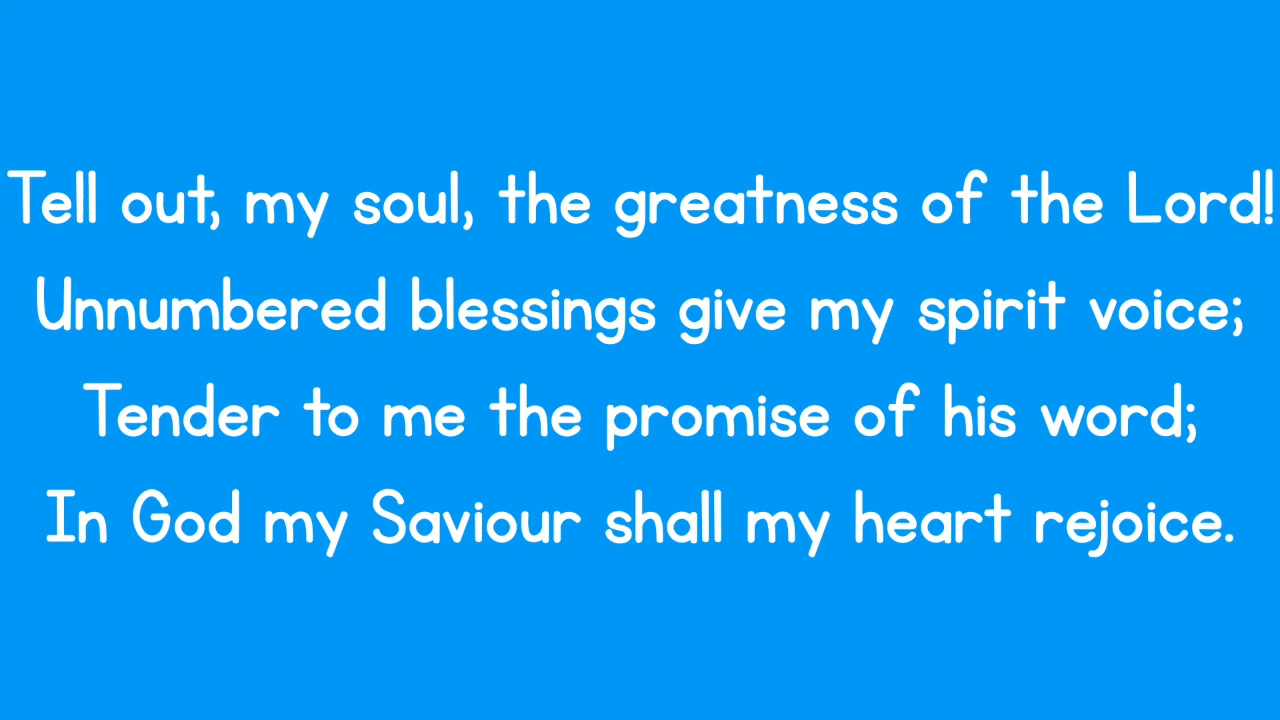 Tell out, my soul, the greatness of the Lord!
Unnumbered blessings give my spirit voice;
Tender to me the promise of his word;
In God my Saviour shall my heart rejoice.